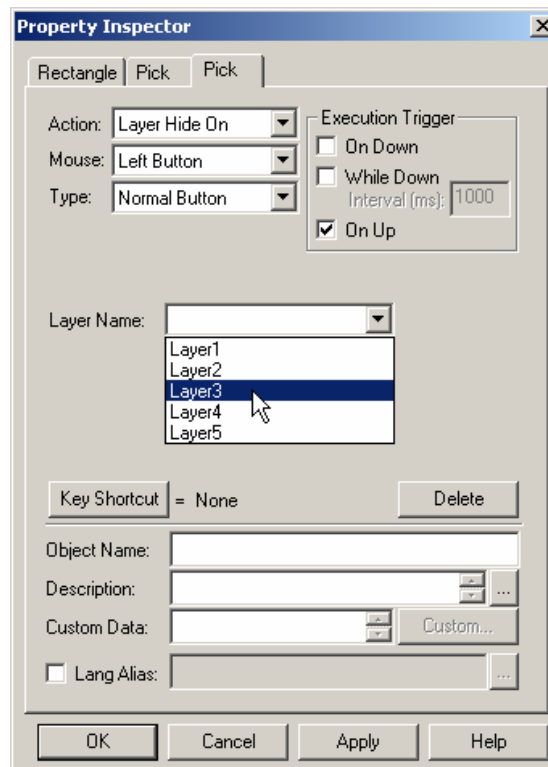 Property Inspector
Rectangle Pick Pick
Action: Layer Hide On
Mouse: Left Button
Type: Normal Button
Execution Trigger
On Down
While Down
Interval (ms): 1000
On Up
Layer Name:
Layer1
Layer2
Layer3
Layer4
Layer5
Key Shortcut = None
Delete
Object Name:
Description:
...
Custom Data:
Custom...
Lang Alias:
...
OK Cancel Apply Help